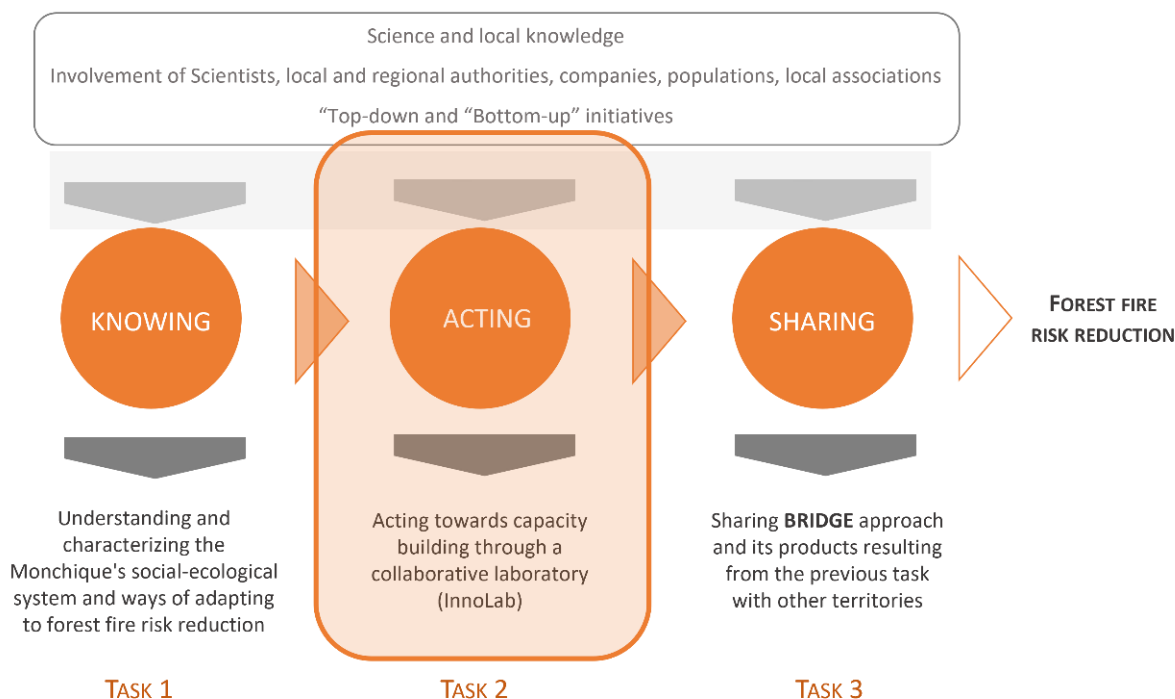 Science and local knowledge
Involvement of Scientists, local and regional authorities, companies, populations, local associations
“Top-down and “Bottom-up” initiatives
KNOWING
ACTING
SHARING
FOREST FIRE
RISK REDUCTION
Understanding and
characterizing the
Monchique's social-ecological
system and ways of adapting
to forest fire risk reduction
Acting towards capacity
building through a
collaborative laboratory
(InnoLab)
Sharing BRIDGE approach
and its products resulting
from the previous task
with other territories
TASK 1
TASK 2
TASK 3